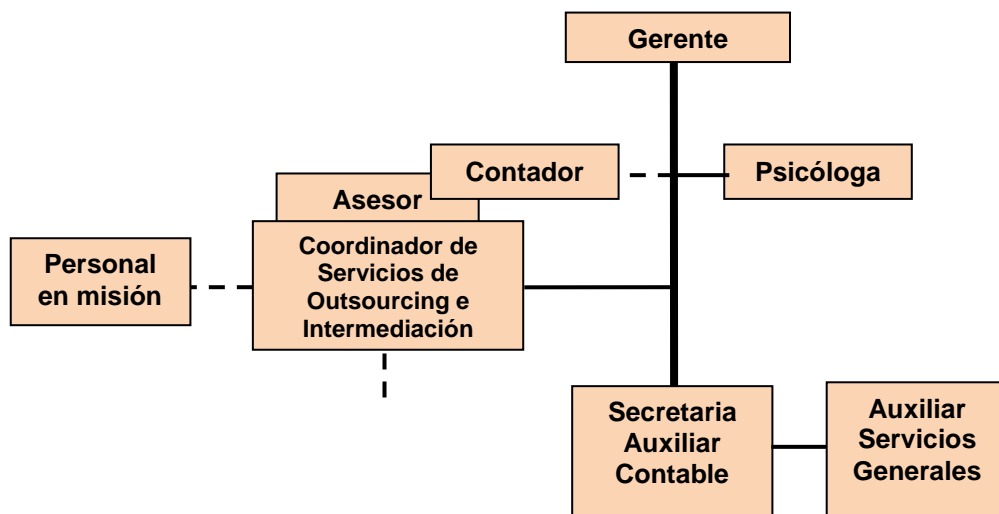 Gerente
Contador
Psicóloga
Asesor
Personal
en misión
Coordinador de
Servicios de
Outsourcing e
Intermediación
Secretaria
Auxiliar
Contable
Auxiliar
Servicios
Generales